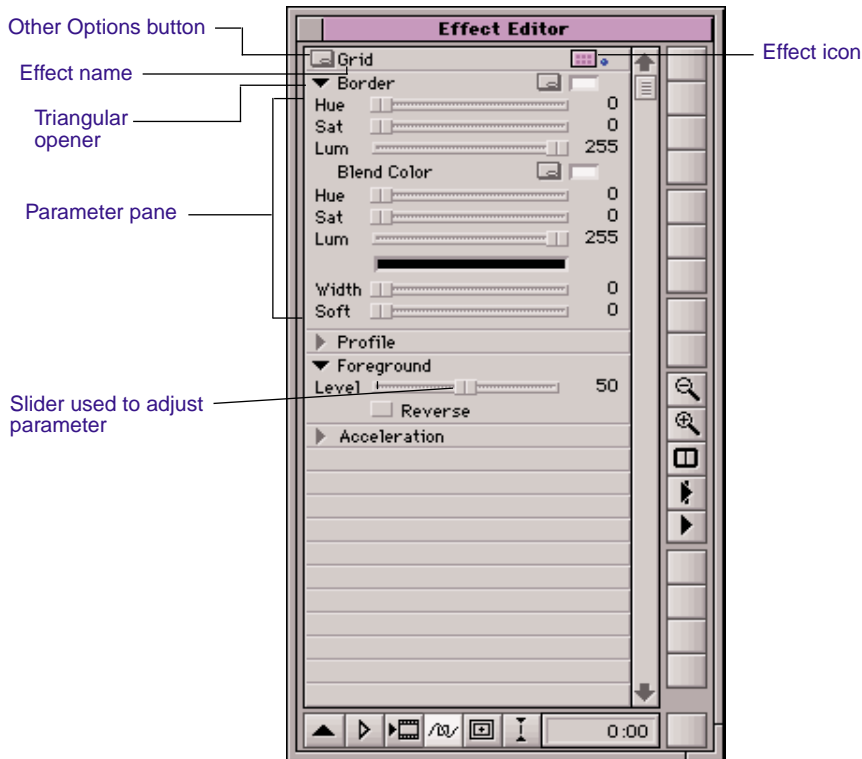 Other Options button
Effect Editor
Effect icon
Grid
Effect name
Border
Triangular
opener
Hue 0
Sat 0
Lum 255
Blend Color
Parameter pane
Hue 0
Sat 0
Lum 255
Width 0
Soft 0
Profile
Foreground
Level 50
Slider used to adjust
parameter
Reverse
Acceleration
0:00